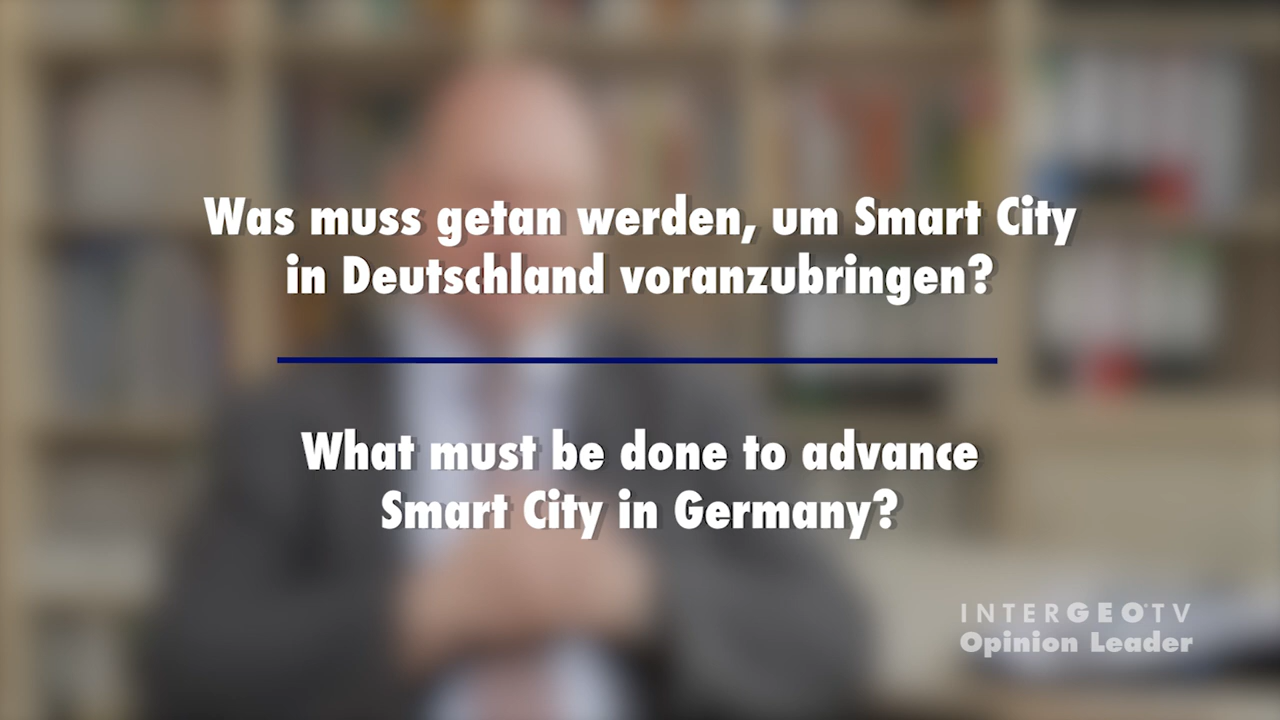 Was muss getan werden, um Smart City
in Deutschland voranzubringen?
What must be done to advance
Smart City in Germany?
INTERGEO TV
Opinion Leader